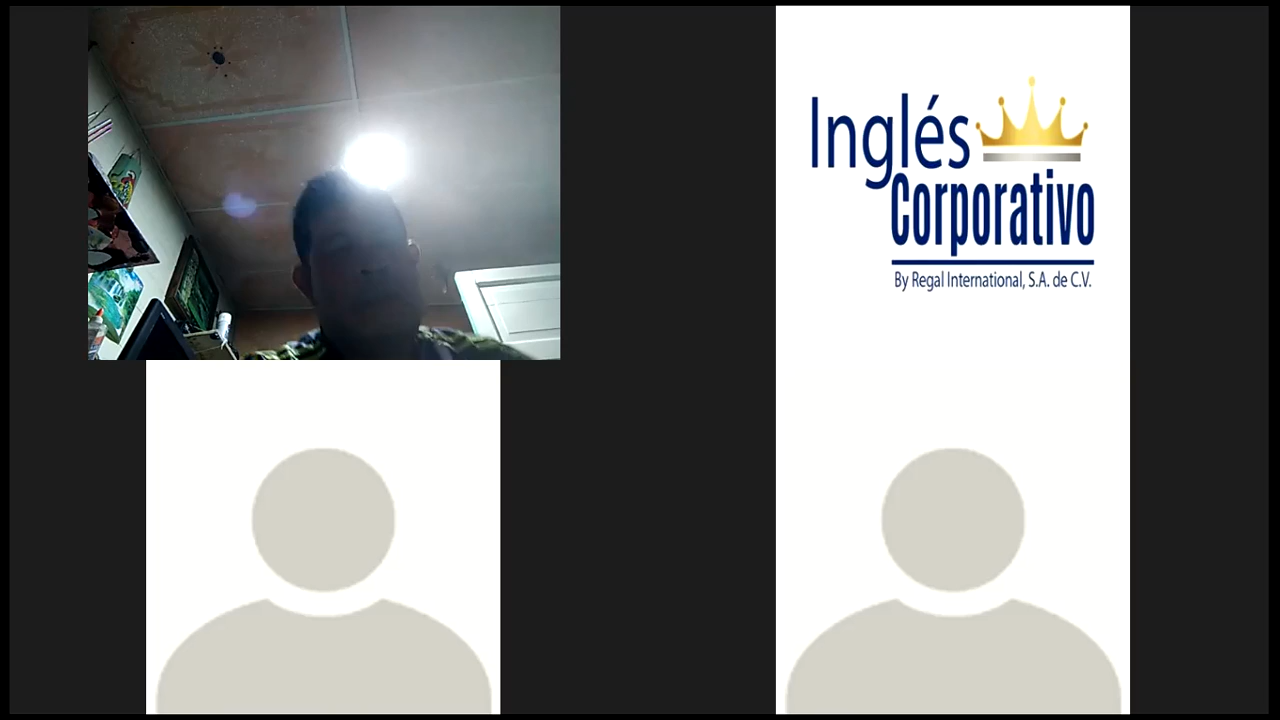 Inglés
Corporativo
By Regal International, S.A. de C.V.